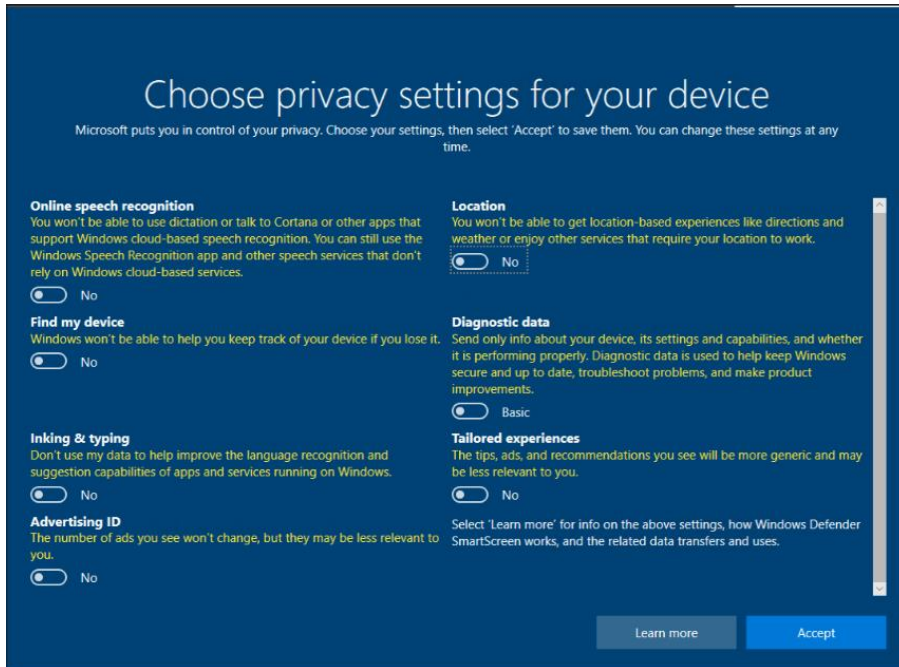 Choose privacy settings for your device
Microsoft puts you in control of your privacy. Choose your settings, then select 'Accept' to save them. You can change these settings at any
time.
Online speech recognition
You won't be able to use dictation or talk to Cortana or other apps that
support Windows cloud-based speech recognition. You can still use the
Windows Speech Recognition app and other speech services that don't
rely on Windows cloud-based services.
No
Find my device
Windows won't be able to help you keep track of your device if you lose it.
No
Inking & typing
Don't use my data to help improve the language recognition and
suggestion capabilities of apps and services running on Windows.
No
Advertising ID
The number of ads you see won't change, but they may be less relevant to
you.
No
Location
You won't be able to get location-based experiences like directions and
weather or enjoy other services that require your location to work.
No
Diagnostic data
Send only info about your device, its settings and capabilities, and whether
it is performing properly. Diagnostic data is used to help keep Windows
secure and up to date, troubleshoot problems, and make product
improvements.
Basic
Tailored experiences
The tips, ads, and recommendations you see will be more generic and may
be less relevant to you.
No
Select 'Learn more' for info on the above settings, how Windows Defender
SmartScreen works, and the related data transfers and uses.
Learn more
Accept